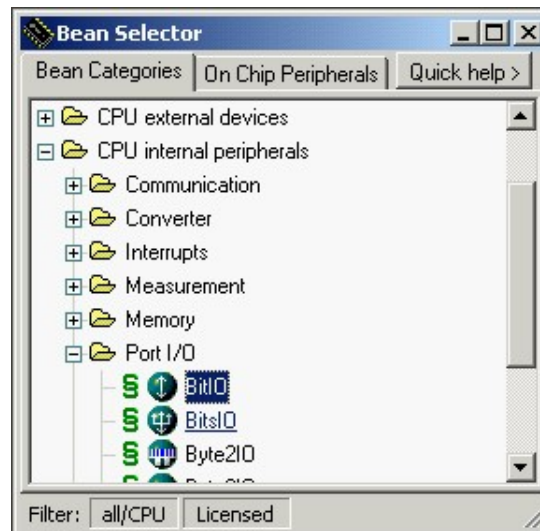 Bean Selector
Bean Categories On Chip Peripherals Quick help >
CPU external devices
CPU internal peripherals
Communication
Converter
Interrupts
Measurement
Memory
Port I/O
BitIO
BitsIO
Byte2IO
Filter: all/CPU Licensed